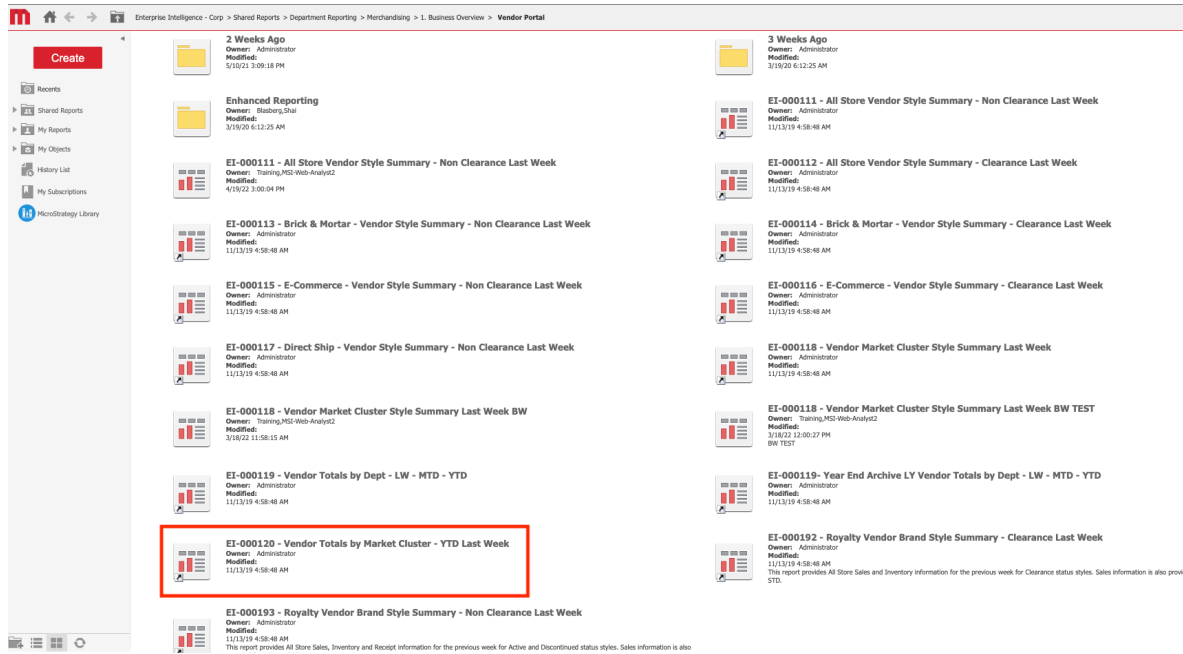 Enterprise Intelligence - Corp > Shared Reports > Department Reporting > Merchandising > 1. Business Overview > Vendor Portal
Create
Recents
Shared Reports
My Reports
My Objects
History List
My Subscriptions
MicroStrategy Library
2 Weeks Ago
Owner: Administrator
Modified:
5/10/21 3:09:18 PM
3 Weeks Ago
Owner: Administrator
Modified:
3/19/20 6:12:25 AM
Enhanced Reporting
Owner: Blasberg,Shai
Modified:
3/19/20 6:12:25 AM
EI-000111 - All Store Vendor Style Summary - Non Clearance Last Week
Owner: Administrator
Modified:
11/13/19 4:58:48 AM
EI-000111 - All Store Vendor Style Summary - Non Clearance Last Week
Owner: Training,MSI-Web-Analyst2
Modified:
4/19/22 3:00:04 PM
EI-000112 - All Store Vendor Style Summary - Clearance Last Week
Owner: Administrator
Modified:
11/13/19 4:58:48 AM
EI-000113 - Brick & Mortar - Vendor Style Summary - Non Clearance Last Week
Owner: Administrator
Modified:
11/13/19 4:58:48 AM
EI-000114 - Brick & Mortar - Vendor Style Summary - Clearance Last Week
Owner: Administrator
Modified:
11/13/19 4:58:48 AM
EI-000115 - E-Commerce - Vendor Style Summary - Non Clearance Last Week
Owner: Administrator
Modified:
11/13/19 4:58:48 AM
EI-000116 - E-Commerce - Vendor Style Summary - Clearance Last Week
Owner: Administrator
Modified:
11/13/19 4:58:48 AM
EI-000117 - Direct Ship - Vendor Style Summary - Non Clearance Last Week
Owner: Administrator
Modified:
11/13/19 4:58:48 AM
EI-000118 - Vendor Market Cluster Style Summary Last Week
Owner: Administrator
Modified:
11/13/19 4:58:48 AM
EI-000118 - Vendor Market Cluster Style Summary Last Week BW
Owner: Training,MSI-Web-Analyst2
Modified:
3/18/22 11:58:15 AM
EI-000118 - Vendor Market Cluster Style Summary Last Week BW TEST
Owner: Training,MSI-Web-Analyst2
Modified:
3/18/22 12:00:27 PM
BW TEST
EI-000119 - Vendor Totals by Dept - LW - MTD - YTD
Owner: Administrator
Modified:
11/13/19 4:58:48 AM
EI-000119- Year End Archive LY Vendor Totals by Dept - LW - MTD - YTD
Owner: Administrator
Modified:
11/13/19 4:58:48 AM
EI-000120 - Vendor Totals by Market Cluster - YTD Last Week
Owner: Administrator
Modified:
11/13/19 4:58:48 AM
EI-000192 - Royalty Vendor Brand Style Summary - Clearance Last Week
Owner: Administrator
Modified:
11/13/19 4:58:48 AM
This report provides All Store Sales and Inventory information for the previous week for Clearance status styles. Sales information is also provi
STD.
EI-000193 - Royalty Vendor Brand Style Summary - Non Clearance Last Week
Owner: Administrator
Modified:
11/13/19 4:58:48 AM
This report provides All Store Sales, Inventory and Receipt information for the previous week for Active and Discontinued status styles. Sales information is also